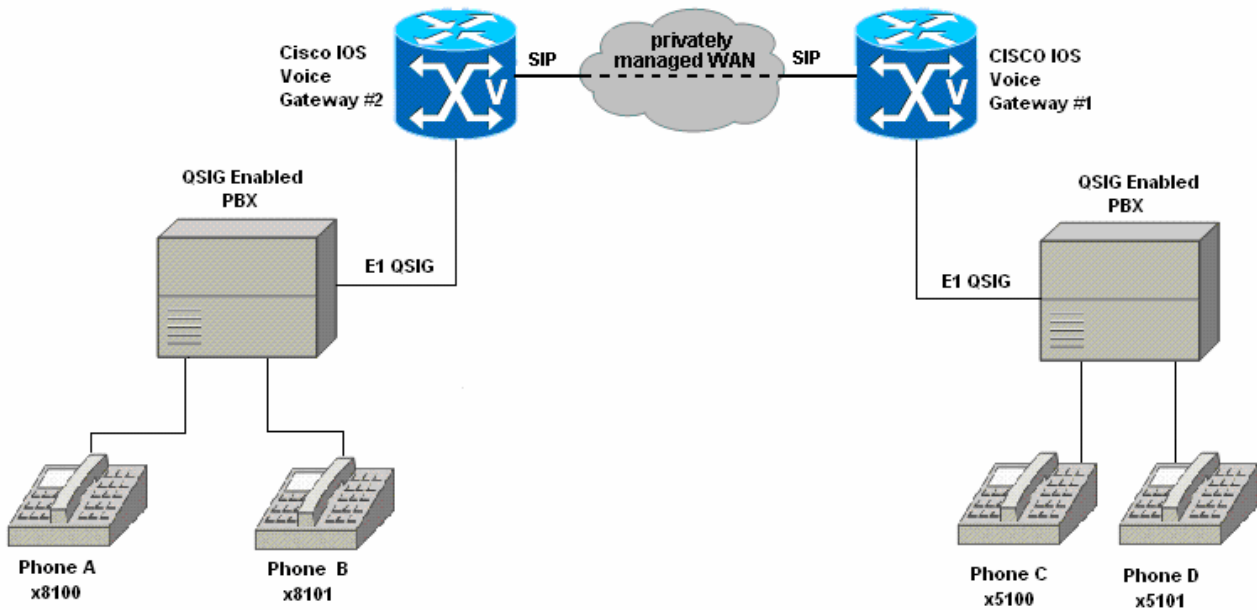 Cisco IOS
Voice
Gateway #2
SIP
privately
managed WAN
SIP
CISCO IOS
Voice
Gateway #1
V
V
QSIG Enabled
PBX
QSIG Enabled
PBX
E1 QSIG
E1 QSIG
Phone A
x8100
Phone B
x8101
Phone C
x5100
Phone D
x5101